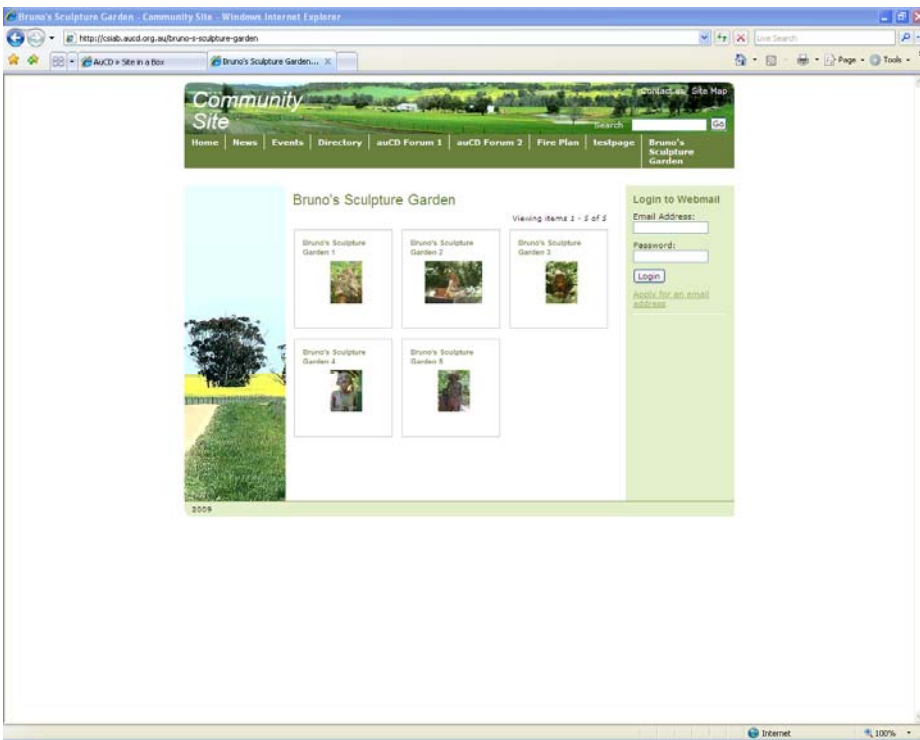 Bruno's Sculpture Garden - Community Site - Windows Internet Explorer
http://csiab.aucd.org.au/bruno-s-sculpture-garden
Live Search
AuCD » Site in a Box
Bruno's Sculpture Garden...
Page
Tools
Contact us Site Map
Community
Site
Search
Go
Home News Events Directory auCD Forum 1 auCD Forum 2 Fire Plan testpage Bruno's
Sculpture
Garden
Bruno's Sculpture Garden
Viewing items 1 - 5 of 5
Bruno's Sculpture
Garden 1
Bruno's Sculpture
Garden 2
Bruno's Sculpture
Garden 3
Bruno's Sculpture
Garden 4
Bruno's Sculpture
Garden 5
Login to Webmail
Email Address:
Password:
Login
Apply for an email
address
2009
Internet
100%